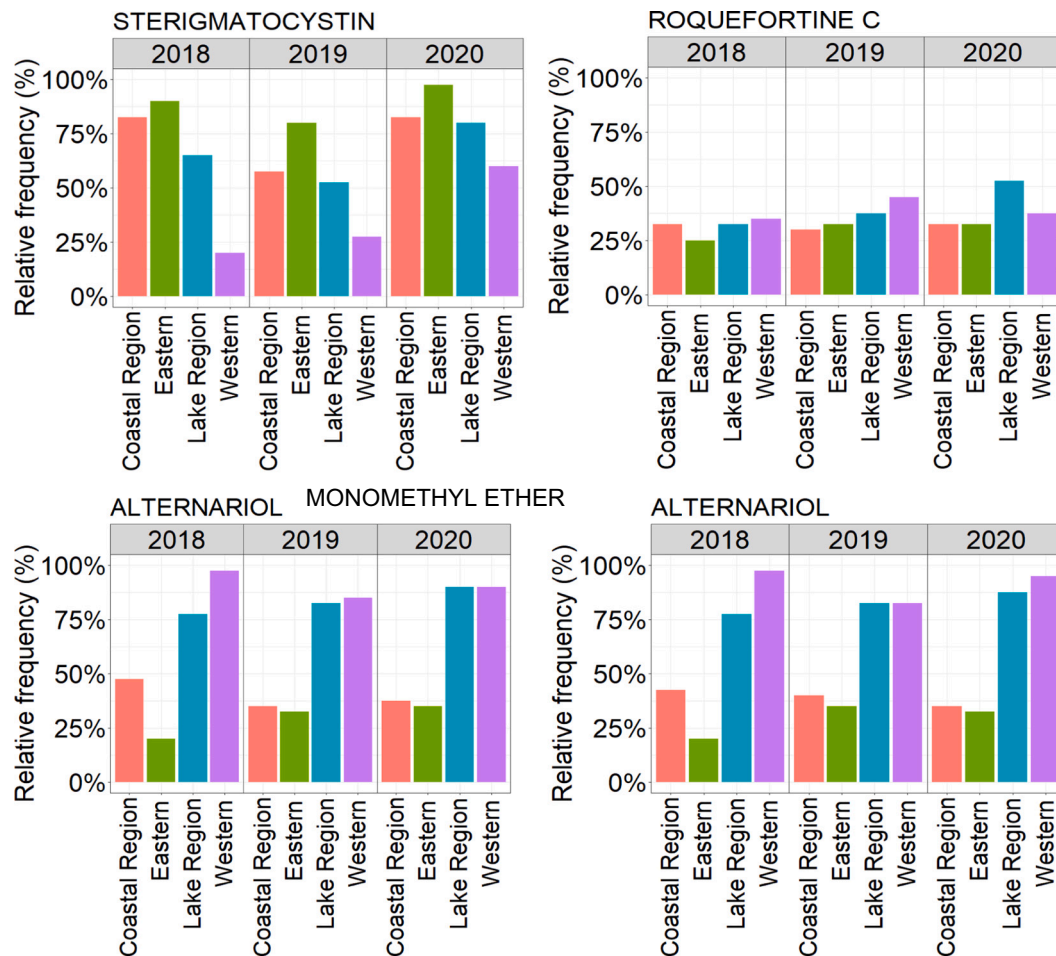 STERIGMATOCYSTIN
2018 2019 2020
Relative frequency (%)
100%
75%
50%
25%
0%
Coastal Region
Eastern
Lake Region
Western
Coastal Region
Eastern
Lake Region
Western
Coastal Region
Eastern
Lake Region
Western
ROQUEFORTINE C
2018 2019 2020
Relative frequency (%)
100%
75%
50%
25%
0%
Coastal Region
Eastern
Lake Region
Western
Coastal Region
Eastern
Lake Region
Western
Coastal Region
Eastern
Lake Region
Western
ALTERNARIOL MONOMETHYL ETHER
2018 2019 2020
Relative frequency (%)
100%
75%
50%
25%
0%
Coastal Region
Eastern
Lake Region
Western
Coastal Region
Eastern
Lake Region
Western
Coastal Region
Eastern
Lake Region
Western
ALTERNARIOL
2018 2019 2020
Relative frequency (%)
100%
75%
50%
25%
0%
Coastal Region
Eastern
Lake Region
Western
Coastal Region
Eastern
Lake Region
Western
Coastal Region
Eastern
Lake Region
Western